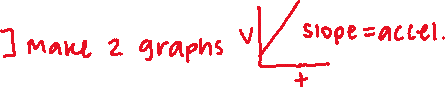 ] Make 2 graphs V slope = accel.
t